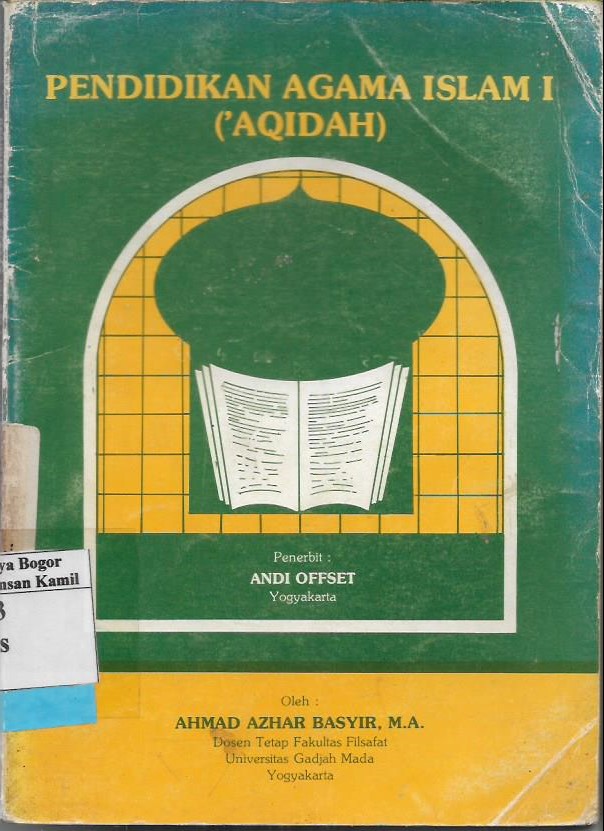 PENDIDIKAN AGAMA ISLAM I
('AQIDAH)
Penerbit :
ANDI OFFSET
Yogyakarta
ya Bogor
nsan Kamil
s
Oleh :
AHMAD AZHAR BASYIR, M.A.
Dosen Tetap Fakultas Filsafat
Universitas Gadjah Mada
Yogyakarta